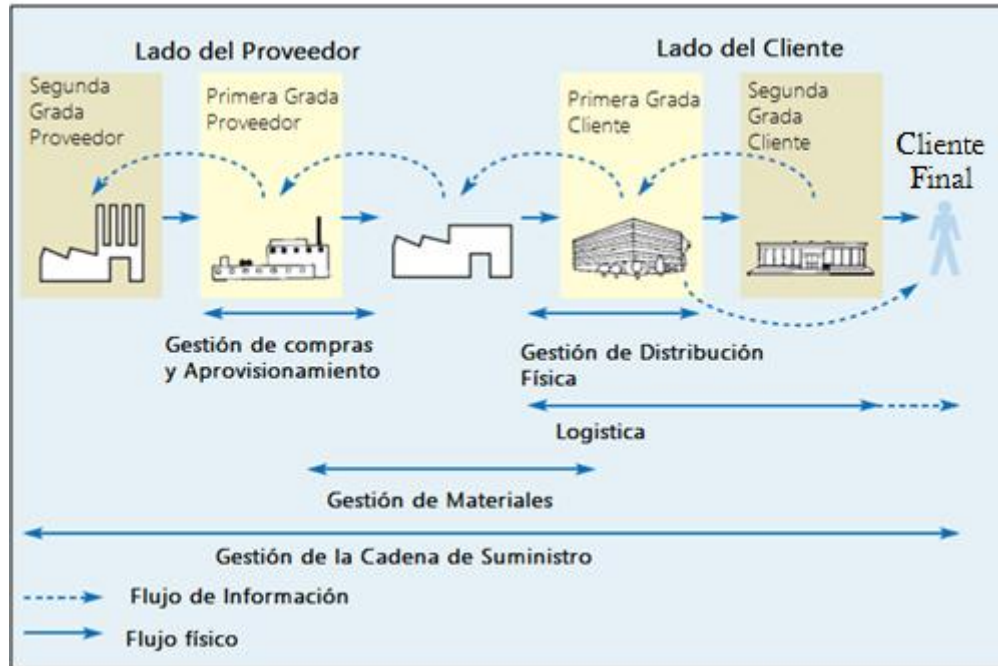 Lado del Proveedor
Lado del Cliente
Segunda
Grada
Proveedor
Primera Grada
Proveedor
Primera Grada
Cliente
Segunda
Grada
Cliente
Cliente
Final
Gestión de compras
y Aprovisionamiento
Gestión de Distribución
Física
Logistica
Gestión de Materiales
Gestión de la Cadena de Suministro
Flujo de Información
Flujo físico